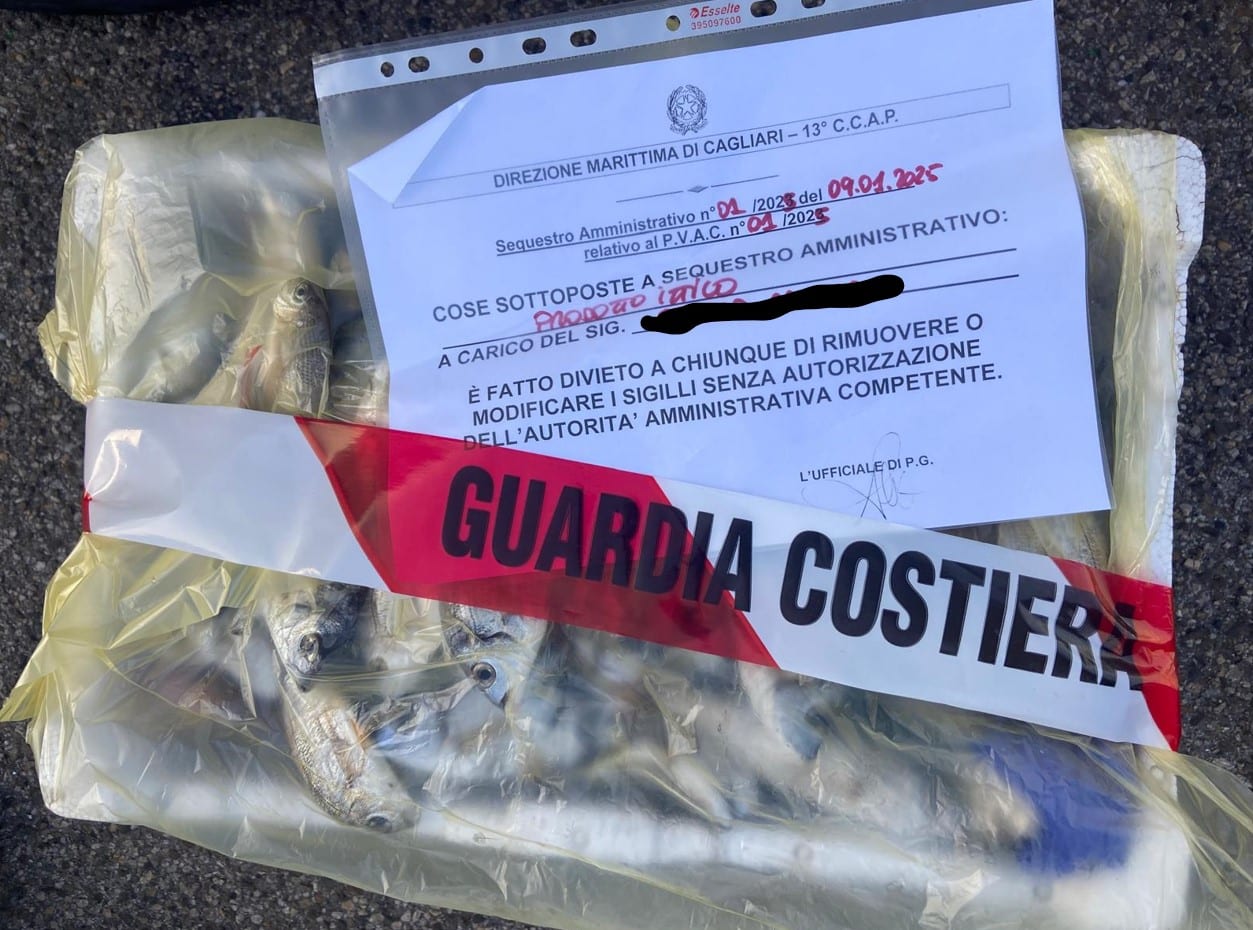 Esselte
395097600
DIREZIONE MARITTIMA DI CAGLIARI – 13° C.C.A.P.
Sequestro Amministrativo n°01 /2025 del 09.01.2025
relativo al P.V.A.C. n°01 /2025
COSE SOTTOPOSTE A SEQUESTRO AMMINISTRATIVO:
PRODOTTO ITTICO
A CARICO DEL SIG.
È FATTO DIVIETO A CHIUNQUE DI RIMUOVERE O
MODIFICARE I SIGILLI SENZA AUTORIZZAZIONE
DELL'AUTORITA' AMMINISTRATIVA COMPETENTE.
L'UFFICIALE DI P.G.
GUARDIA COSTIERA